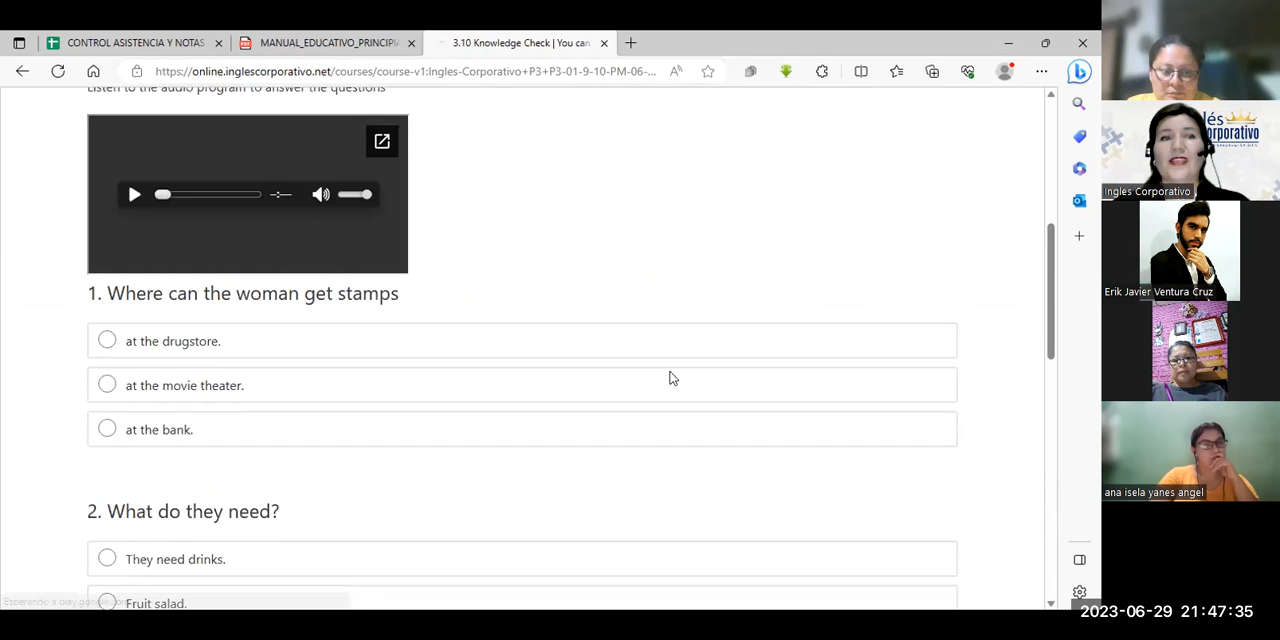 CONTROL ASISTENCIA Y NOTAS
MANUAL_EDUCATIVO_PRINCIPIA
3.10 Knowledge Check | You can
https://online.inglescorporativo.net/courses/course-v1:Ingles-Corporativo+P3+P3-01-9-10-PM-06-...
Listen to the audio program to answer the questions
1. Where can the woman get stamps
at the drugstore.
at the movie theater.
at the bank.
2. What do they need?
They need drinks.
Fruit salad.
Ingles Corporativo
Erik Javier Ventura Cruz
ana isela yanes angel
2023-06-29 21:47:35